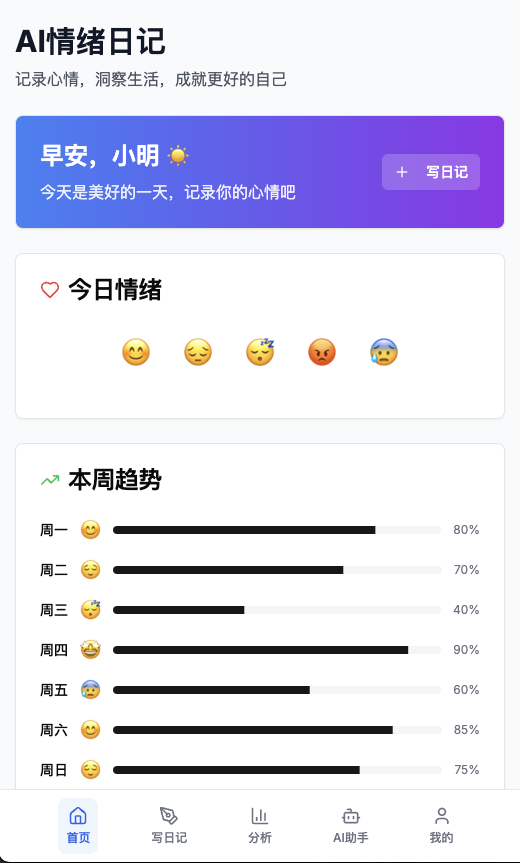 AI情绪日记
记录心情，洞察生活，成就更好的自己
早安，小明 ☀️
今天是美好的一天，记录你的心情吧
+ 写日记
今日情绪
😊 😔 😴 😡 😰
本周趋势
周一 😊 80%
周二 😌 70%
周三 😴 40%
周四 🤩 90%
周五 😰 60%
周六 😊 85%
周日 😌 75%
首页 写日记 分析 AI助手 我的